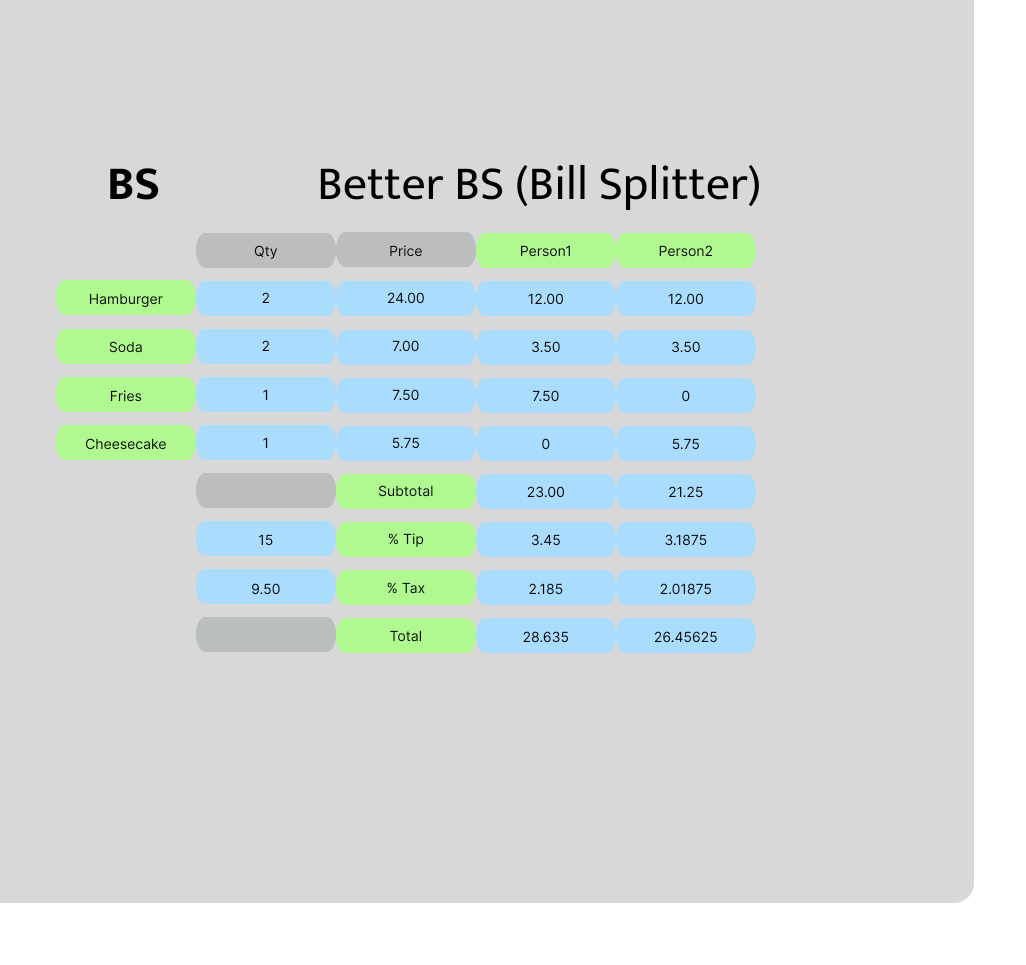 BS Better BS (Bill Splitter)
Qty Price Person1 Person2
Hamburger 2 24.00 12.00 12.00
Soda 2 7.00 3.50 3.50
Fries 1 7.50 7.50 0
Cheesecake 1 5.75 0 5.75
Subtotal 23.00 21.25
15 % Tip 3.45 3.1875
9.50 % Tax 2.185 2.01875
Total 28.635 26.45625